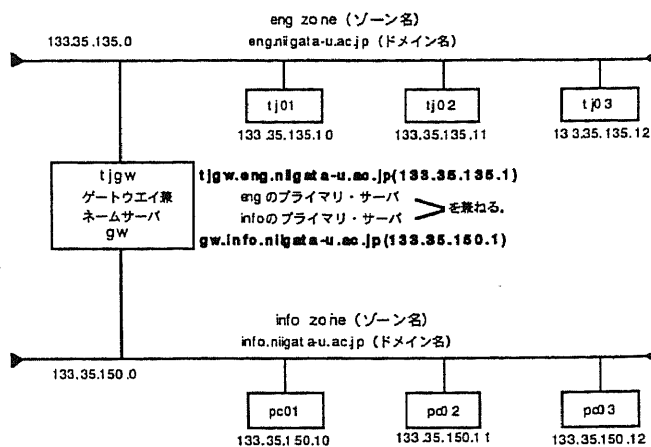 eng zone (ゾーン名)
133.35.135.0
eng.niigata-u.ac.jp (ドメイン名)
tj01
tj02
tj03
133.35.135.10
133.35.135.11
133.35.135.12
tjgw
ゲートウエイ兼
ネームサーバ
gw
tjgw.eng.niigata-u.ac.jp(133.35.135.1)
engのプライマリ・サーバ
infoのプライマリ・サーバ
を兼ねる.
gw.info.niigata-u.ac.jp(133.35.150.1)
info zone (ゾーン名)
info.niigata-u.ac.jp (ドメイン名)
133.35.150.0
pc01
pc02
pc03
133.35.150.10
133.35.150.11
133.35.150.12